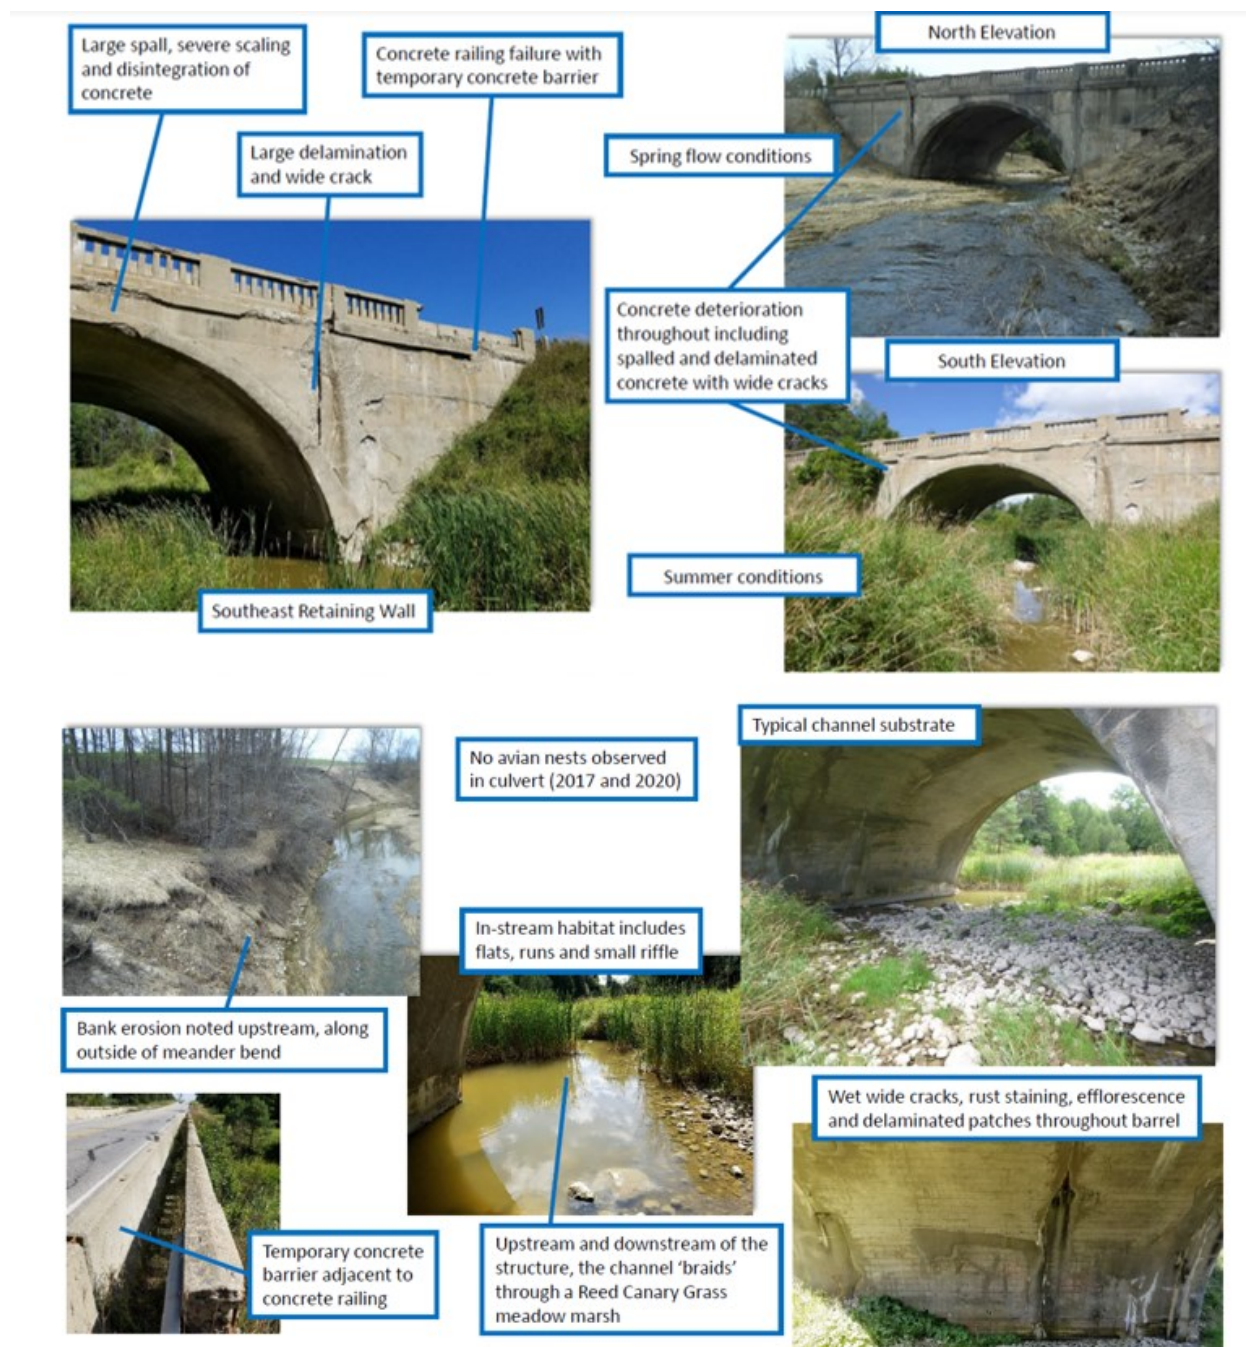 Large spall, severe scaling
and disintegration of
concrete
Concrete railing failure with
temporary concrete barrier
Large delamination
and wide crack
Southeast Retaining Wall
North Elevation
Spring flow conditions
Concrete deterioration
throughout including
spalled and delaminated
concrete with wide cracks
South Elevation
Summer conditions
Typical channel substrate
No avian nests observed
in culvert (2017 and 2020)
In-stream habitat includes
flats, runs and small riffle
Bank erosion noted upstream, along
outside of meander bend
Wet wide cracks, rust staining, efflorescence
and delaminated patches throughout barrel
Temporary concrete
barrier adjacent to
concrete railing
Upstream and downstream of the
structure, the channel ‘braids’
through a Reed Canary Grass
meadow marsh